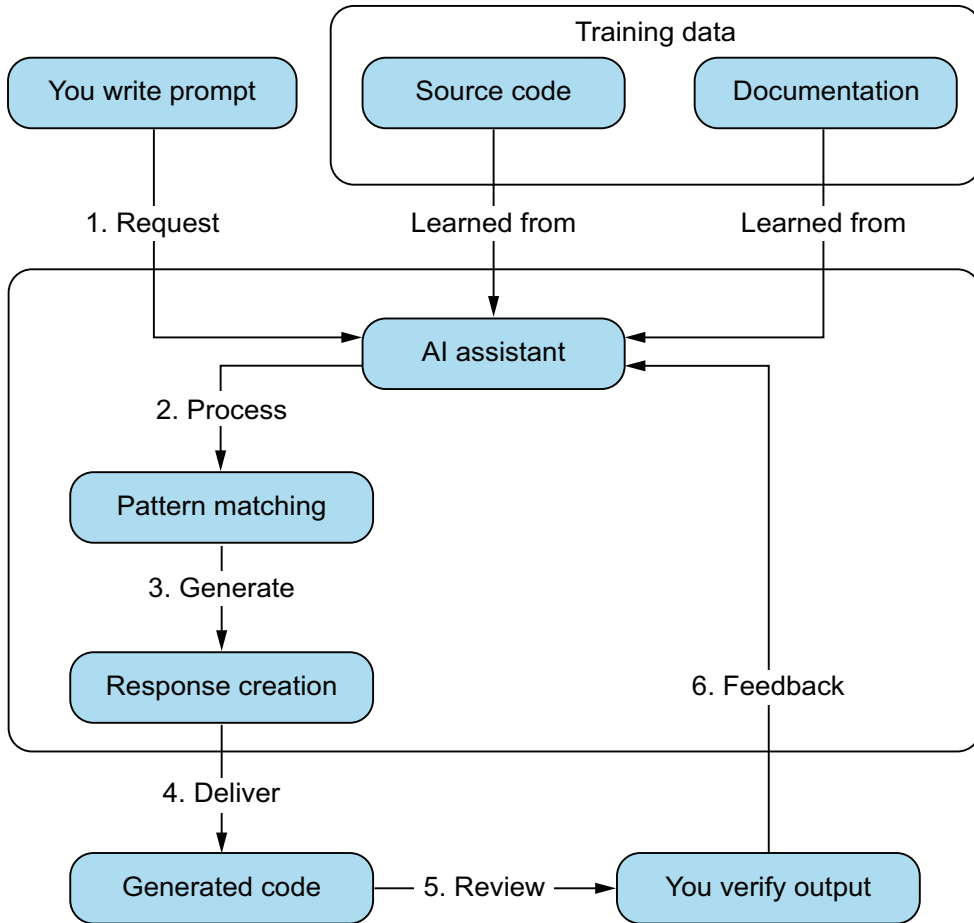 Training data
You write prompt
Source code
Documentation
1. Request
Learned from
Learned from
AI assistant
2. Process
Pattern matching
3. Generate
Response creation
6. Feedback
4. Deliver
Generated code
5. Review
You verify output